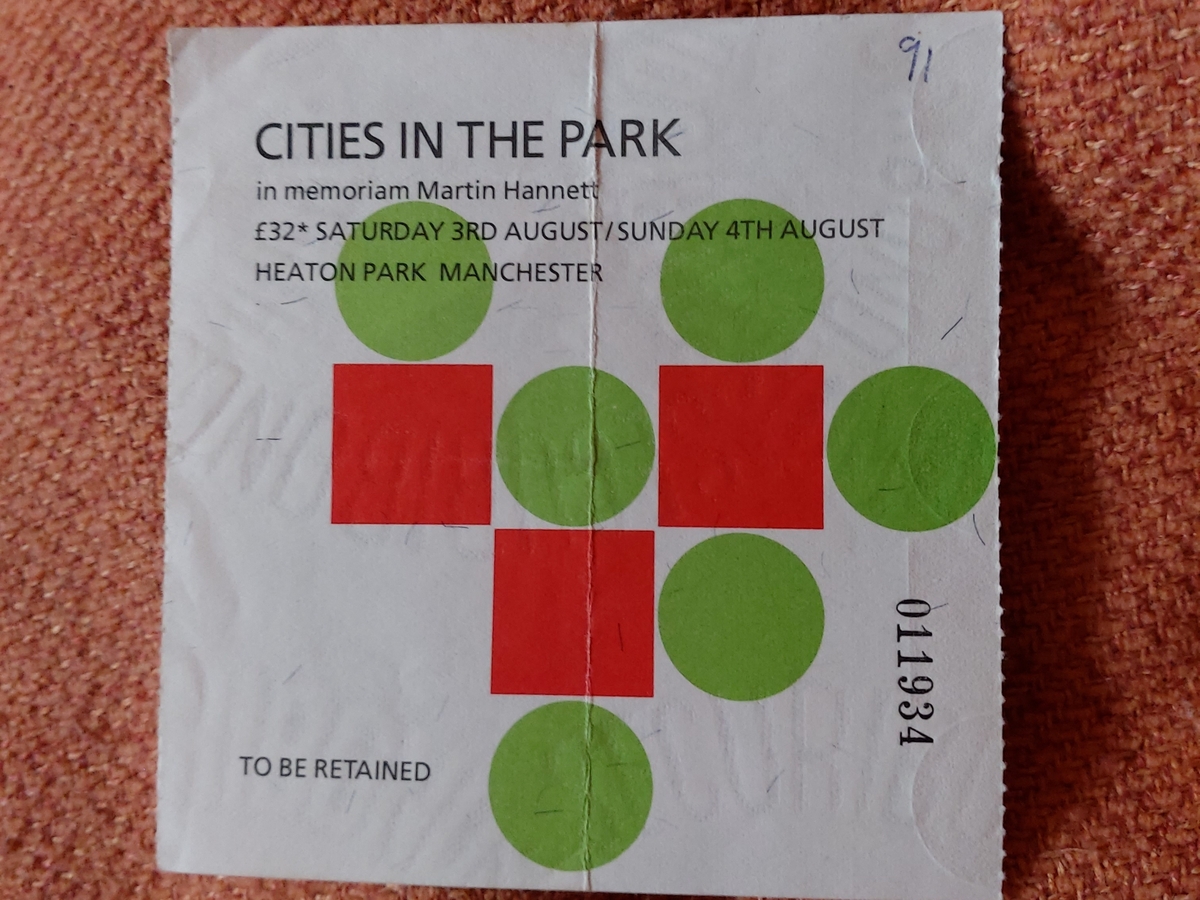 91
CITIES IN THE PARK
in memoriam Martin Hannett
£32* SATURDAY 3RD AUGUST/SUNDAY 4TH AUGUST
HEATON PARK MANCHESTER
011934
TO BE RETAINED